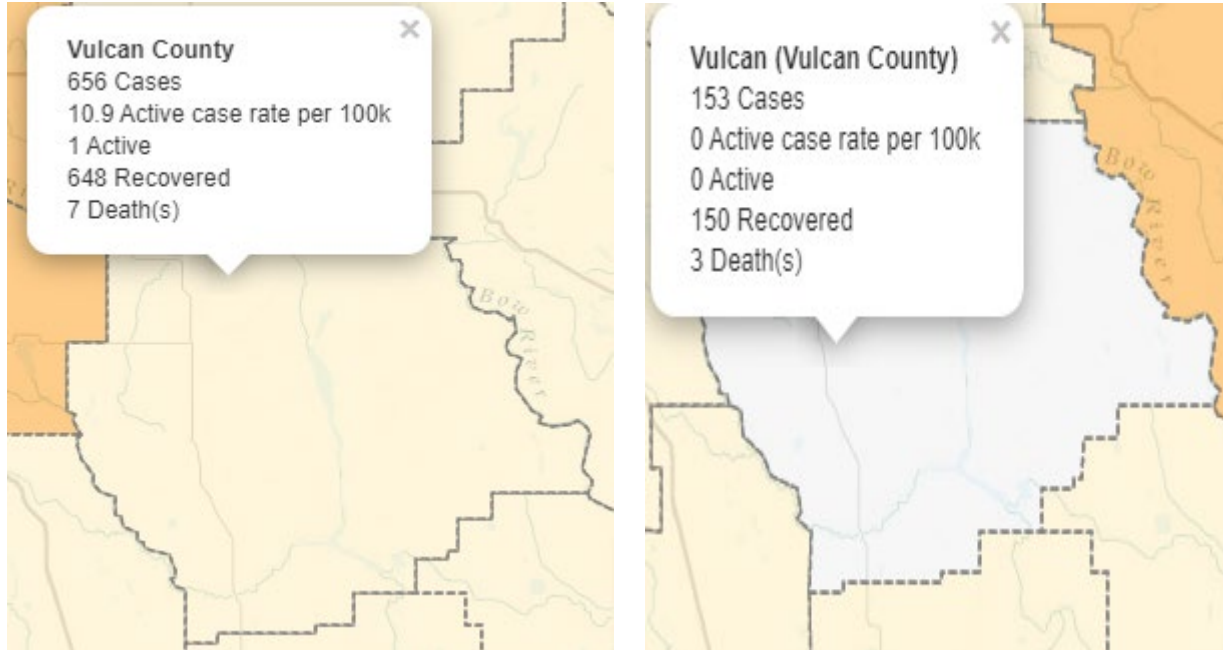 Vulcan County
656 Cases
10.9 Active case rate per 100k
1 Active
648 Recovered
7 Death(s)
Bow River
Vulcan (Vulcan County)
153 Cases
0 Active case rate per 100k
0 Active
150 Recovered
3 Death(s)
Bow River